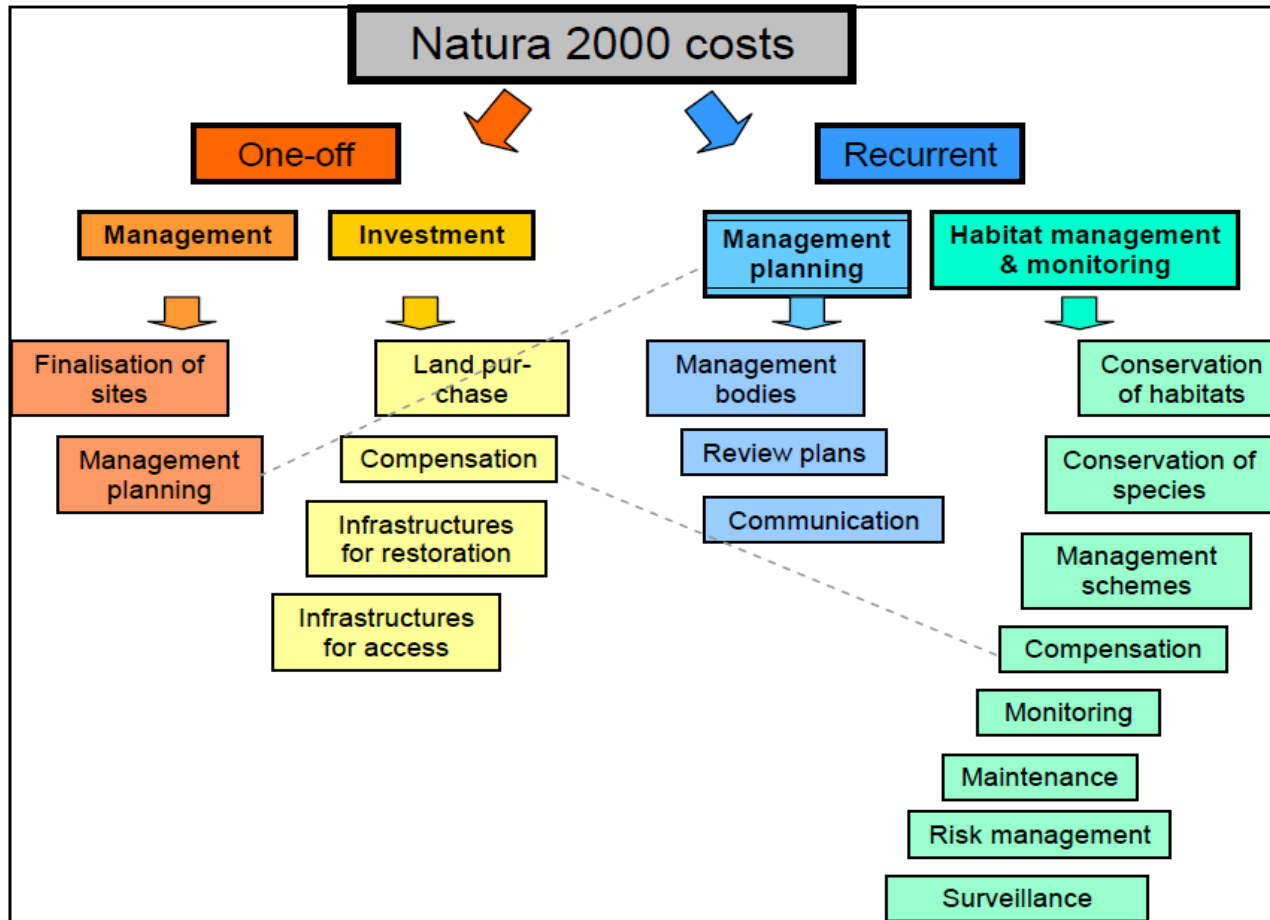 Natura 2000 costs
One-off
Recurrent
Management
Investment
Management
planning
Habitat management
& monitoring
Finalisation of
sites
Management
planning
Land pur-
chase
Compensation
Infrastructures
for restoration
Infrastructures
for access
Management
bodies
Review plans
Communication
Conservation
of habitats
Conservation of
species
Management
schemes
Compensation
Monitoring
Maintenance
Risk management
Surveillance